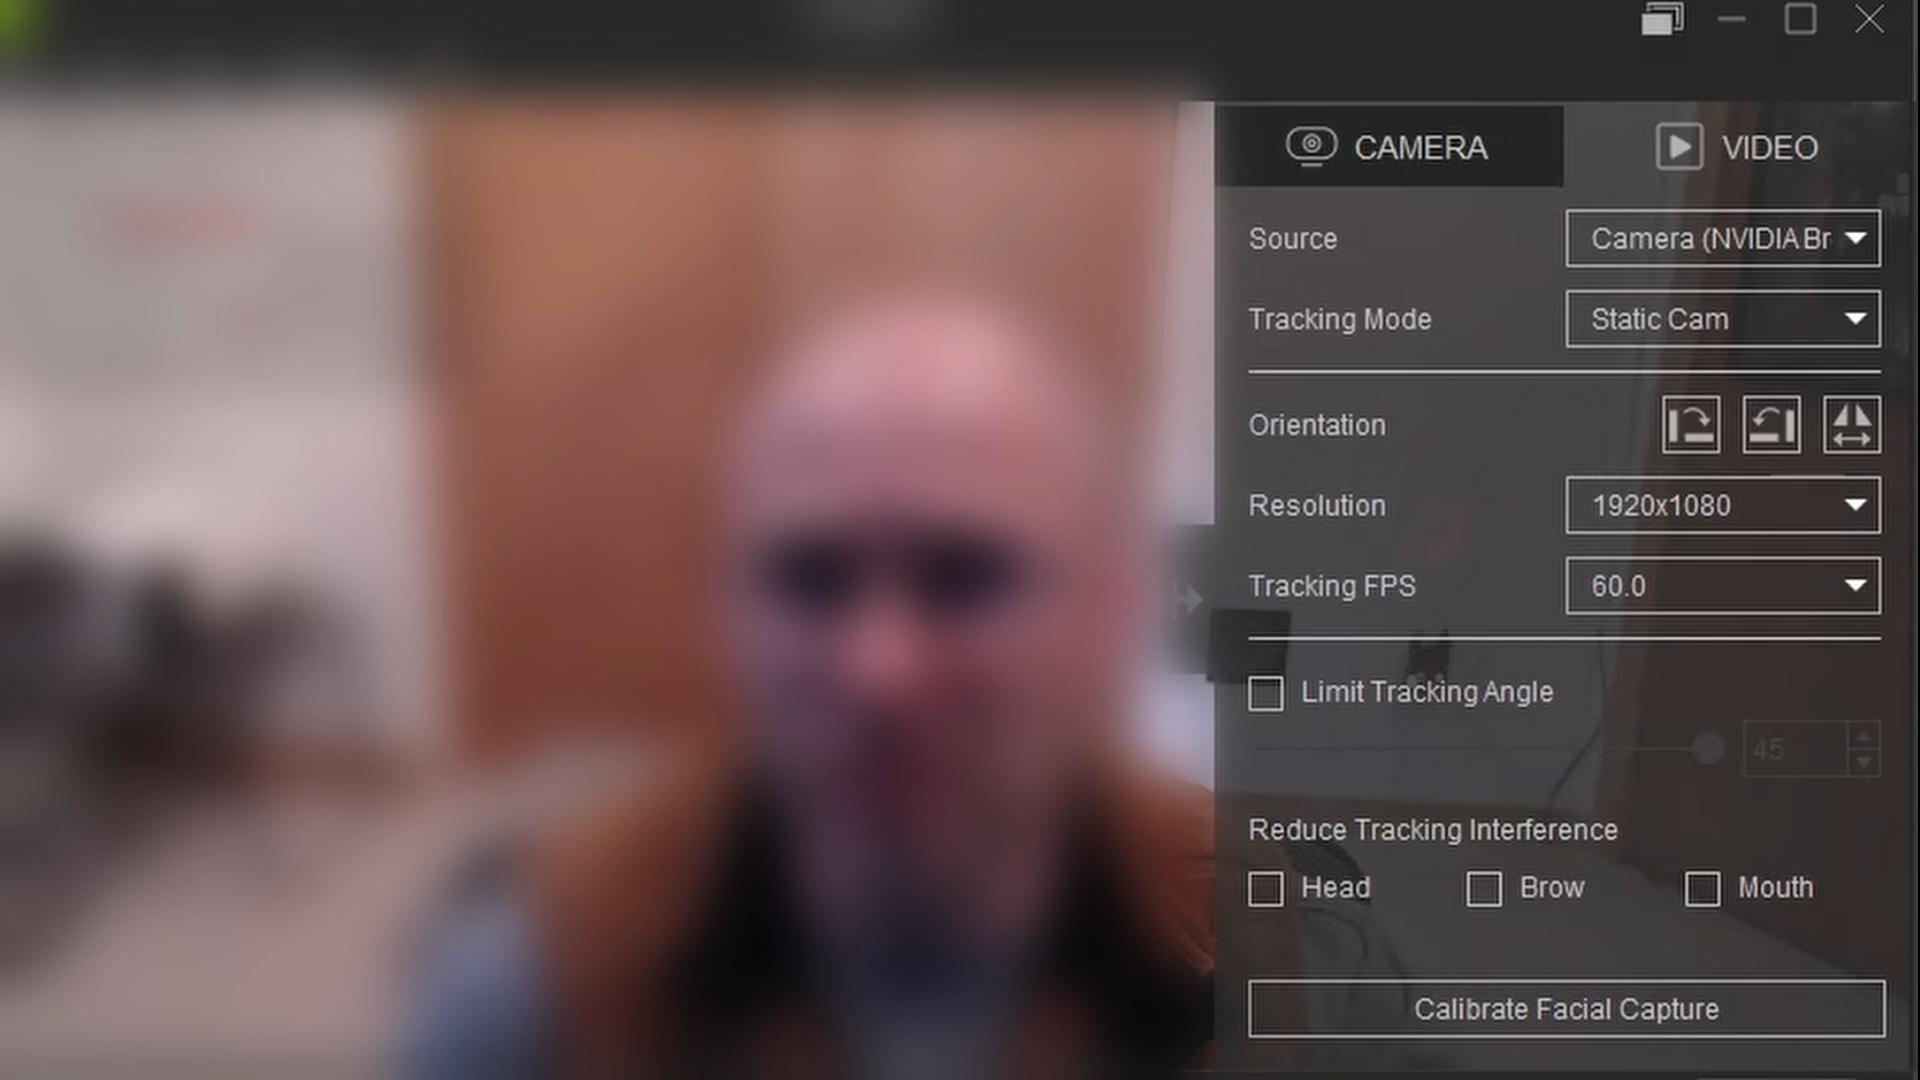 CAMERA VIDEO
Source Camera (NVIDIA Br
Tracking Mode Static Cam
Orientation
Resolution 1920x1080
Tracking FPS 60.0
Limit Tracking Angle
45
Reduce Tracking Interference
Head Brow Mouth
Calibrate Facial Capture